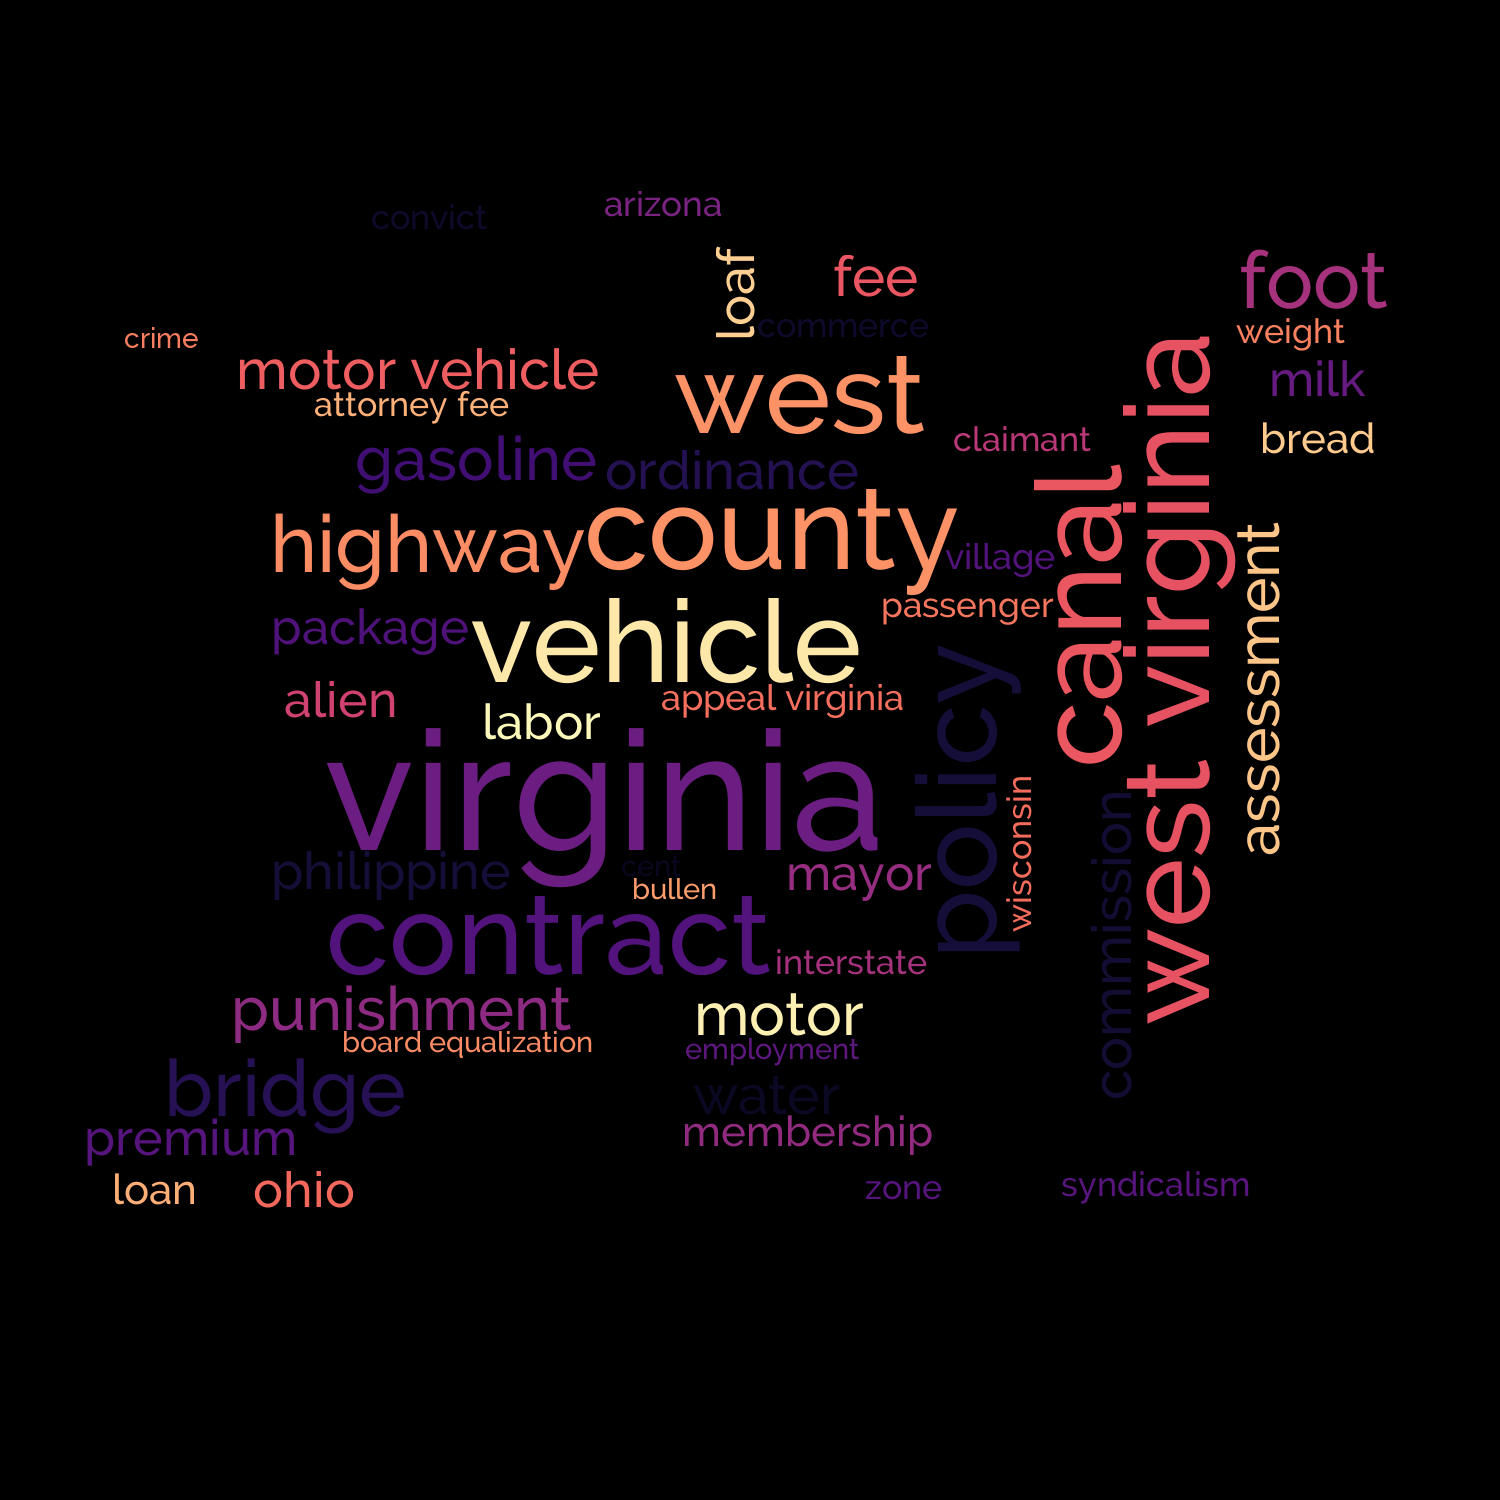 convict
arizona
loaf
fee
foot
commerce
weight
crime
motor vehicle
west
milk
attorney fee
claimant
bread
gasoline
ordinance
canal
west virginia
highway
county
village
assessment
package
vehicle
passenger
alien
labor
appeal virginia
policy
virginia
wisconsin
commission
philippine
cent
mayor
bullen
contract
interstate
punishment
motor
board equalization
employment
bridge
water
premium
membership
loan
ohio
zone
syndicalism